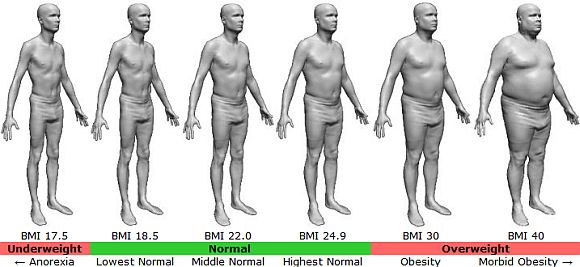 BMI 17.5 BMI 18.5 BMI 22.0 BMI 24.9 BMI 30 BMI 40
Underweight Normal Overweight
← Anorexia Lowest Normal Middle Normal Highest Normal Obesity Morbid Obesity →